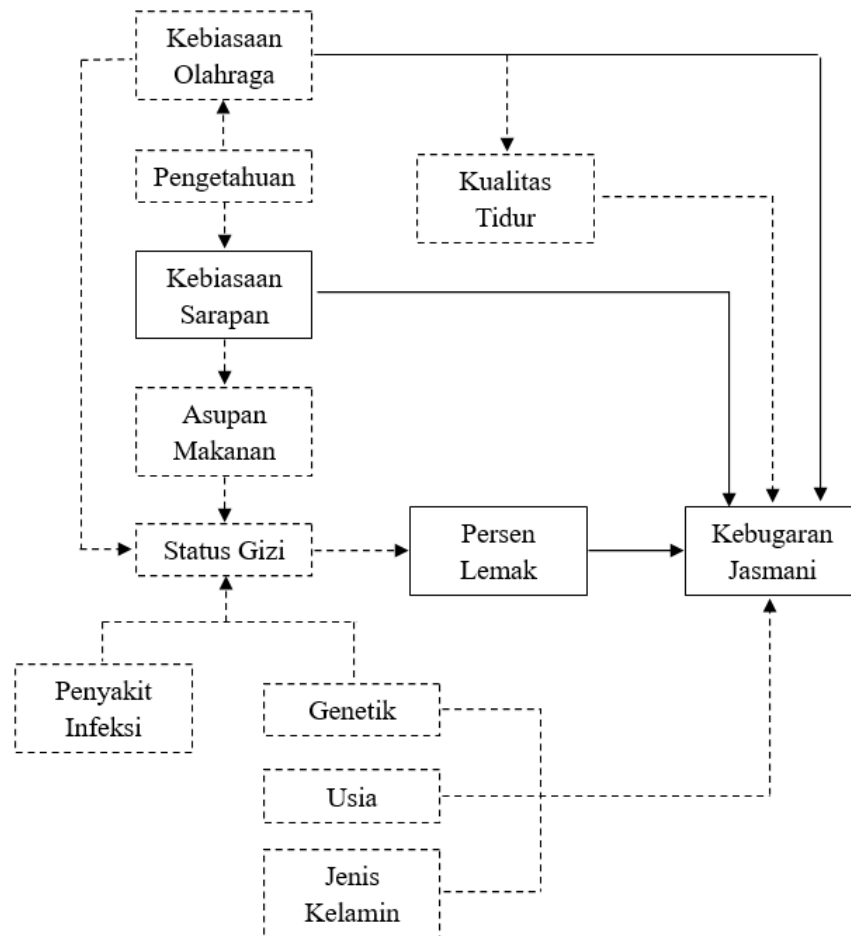 Kebiasaan
Olahraga
Pengetahuan
Kualitas
Tidur
Kebiasaan
Sarapan
Asupan
Makanan
Status Gizi
Persen
Lemak
Kebugaran
Jasmani
Penyakit
Infeksi
Genetik
Usia
Jenis
Kelamin